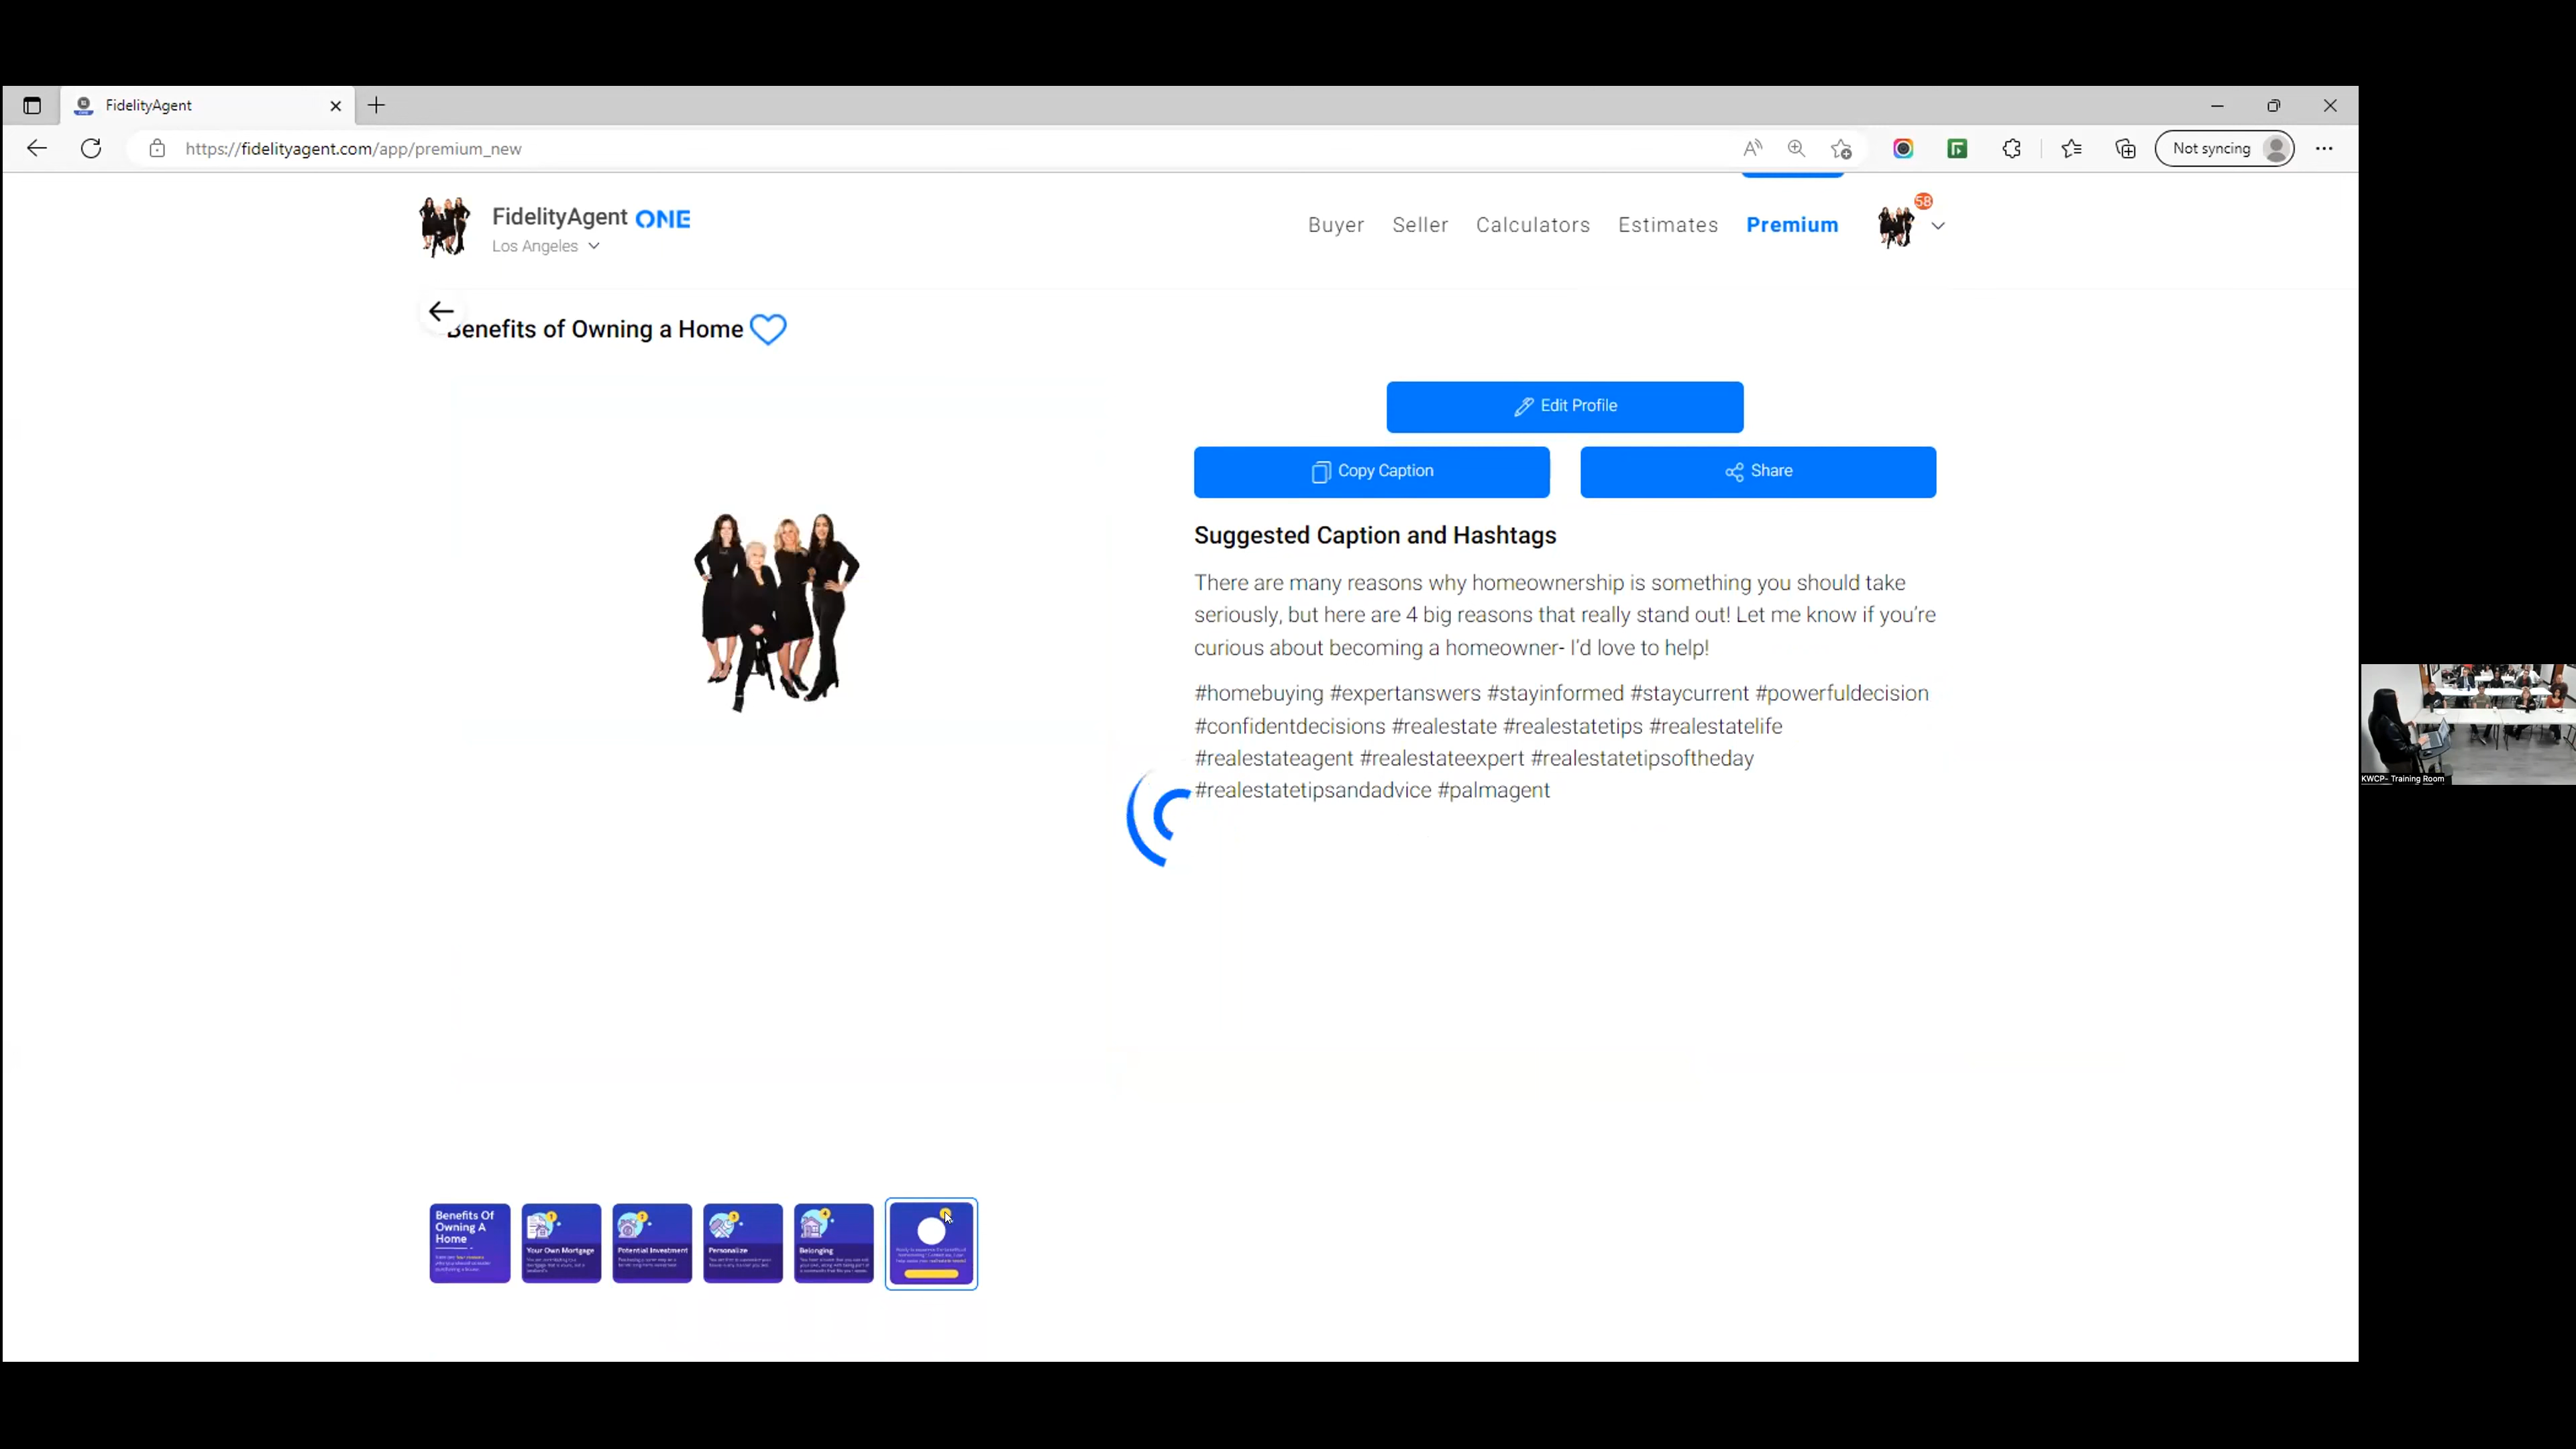 FidelityAgent
https://fidelityagent.com/app/premium_new
Not syncing
FidelityAgent ONE
Los Angeles
Buyer Seller Calculators Estimates Premium
58
Benefits of Owning a Home
Edit Profile
Copy Caption
Share
Suggested Caption and Hashtags
There are many reasons why homeownership is something you should take
seriously, but here are 4 big reasons that really stand out! Let me know if you're
curious about becoming a homeowner- I'd love to help!
#homebuying #expertanswers #stayinformed #staycurrent #powerfuldecision
#confidentdecisions #realestate #realestatetips #realestatelife
#realestateagent #realestateexpert #realestatetipsoftheday
#realestatetipsandadvice #palmagent
KWCP- Training Room
Benefits Of
Owning A
Home
1
Your Own Mortgage
2
Potential Investment
3
Personalize
4
Belonging